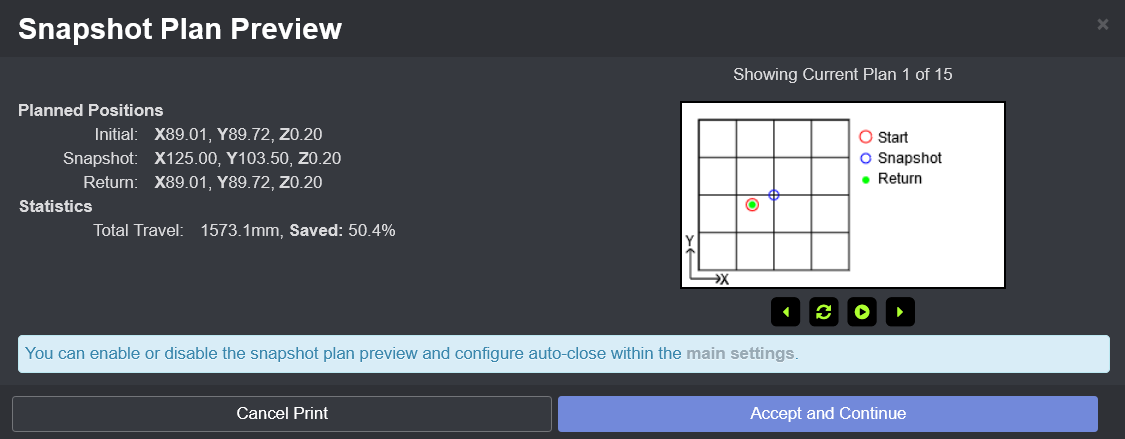 Snapshot Plan Preview
×
Showing Current Plan 1 of 15
Planned Positions
Initial: X89.01, Y89.72, Z0.20
Snapshot: X125.00, Y103.50, Z0.20
Return: X89.01, Y89.72, Z0.20
Statistics
Total Travel: 1573.1mm, Saved: 50.4%
Start
Snapshot
Return
Y
X
You can enable or disable the snapshot plan preview and configure auto-close within the main settings.
Cancel Print
Accept and Continue